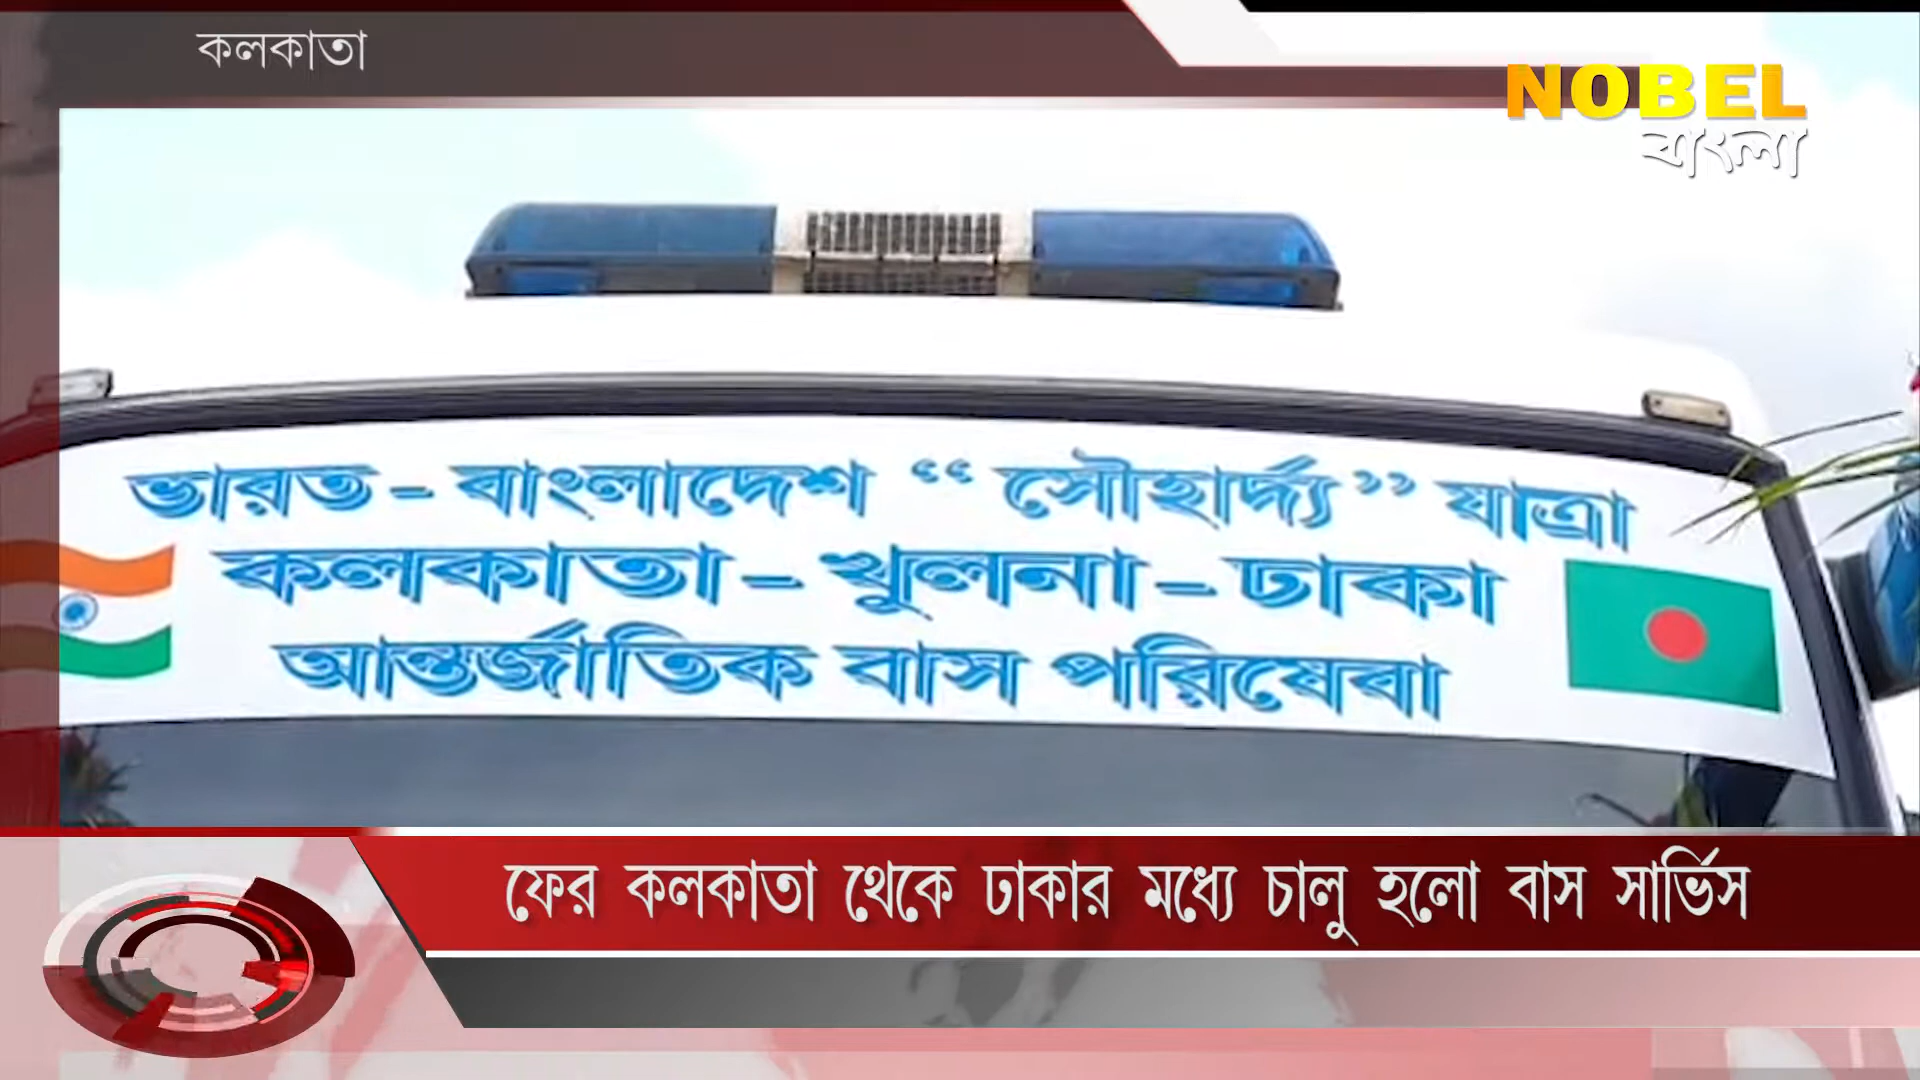 কলকাতা
NOBEL
বাংলা
ভারত - বাংলাদেশ “ সৌহার্দ্য ” যাত্রা
কলকাতা - খুলনা - ঢাকা
আন্তর্জাতিক বাস পরিষেবা
ফের কলকাতা থেকে ঢাকার মধ্যে চালু হলো বাস সার্ভিস